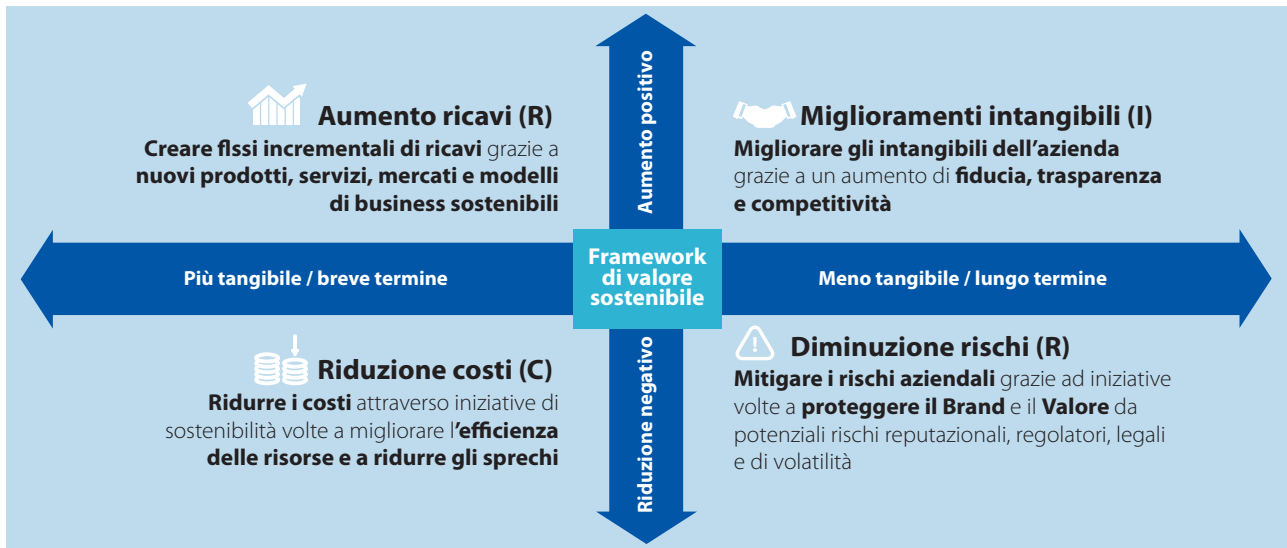 Aumento positivo
Aumento ricavi (R)
Creare flssi incrementali di ricavi grazie a
nuovi prodotti, servizi, mercati e modelli
di business sostenibili
Miglioramenti intangibili (I)
Migliorare gli intangibili dell'azienda
grazie a un aumento di fiducia, trasparenza
e competitività
Più tangibile / breve termine
Framework
di valore
sostenibile
Meno tangibile / lungo termine
Riduzione costi (C)
Ridurre i costi attraverso iniziative di
sostenibilità volte a migliorare l'efficienza
delle risorse e a ridurre gli sprechi
Diminuzione rischi (R)
Mitigare i rischi aziendali grazie ad iniziative
volte a proteggere il Brand e il Valore da
potenziali rischi reputazionali, regolatori, legali
e di volatilità
Riduzione negativo